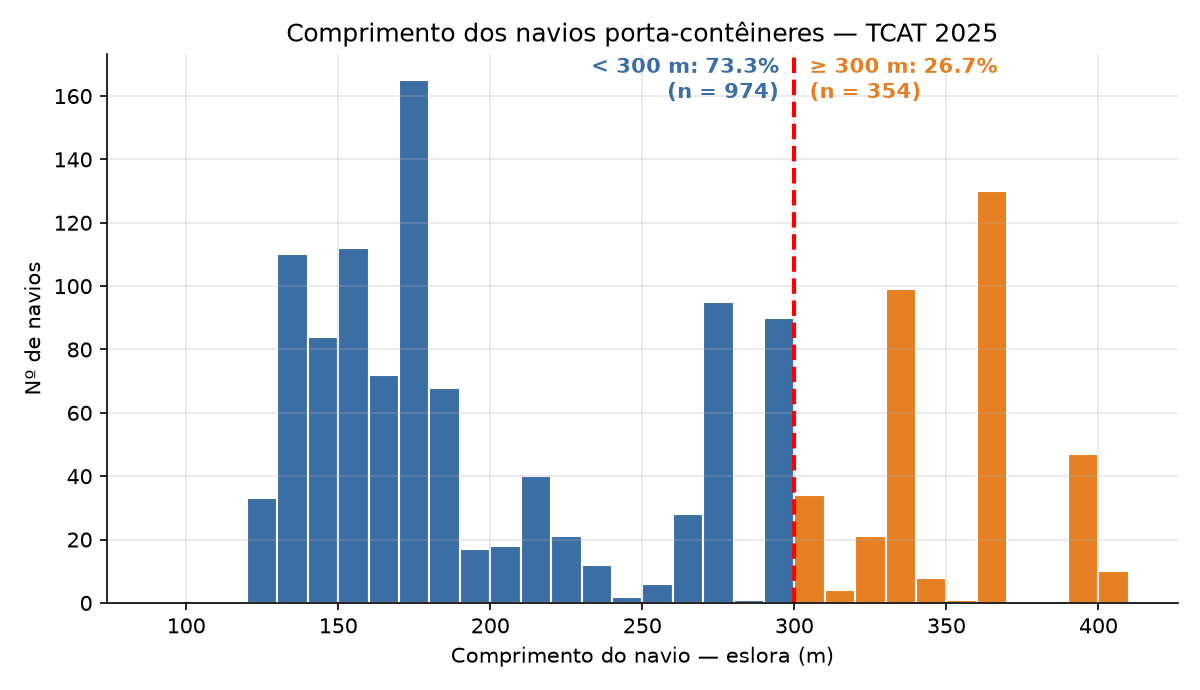 Comprimento dos navios porta-contêineres — TCAT 2025
< 300 m: 73.3%
(n = 974)
≥ 300 m: 26.7%
(n = 354)
Nº de navios
160
140
120
100
80
60
40
20
0
100 150 200 250 300 350 400
Comprimento do navio — eslora (m)